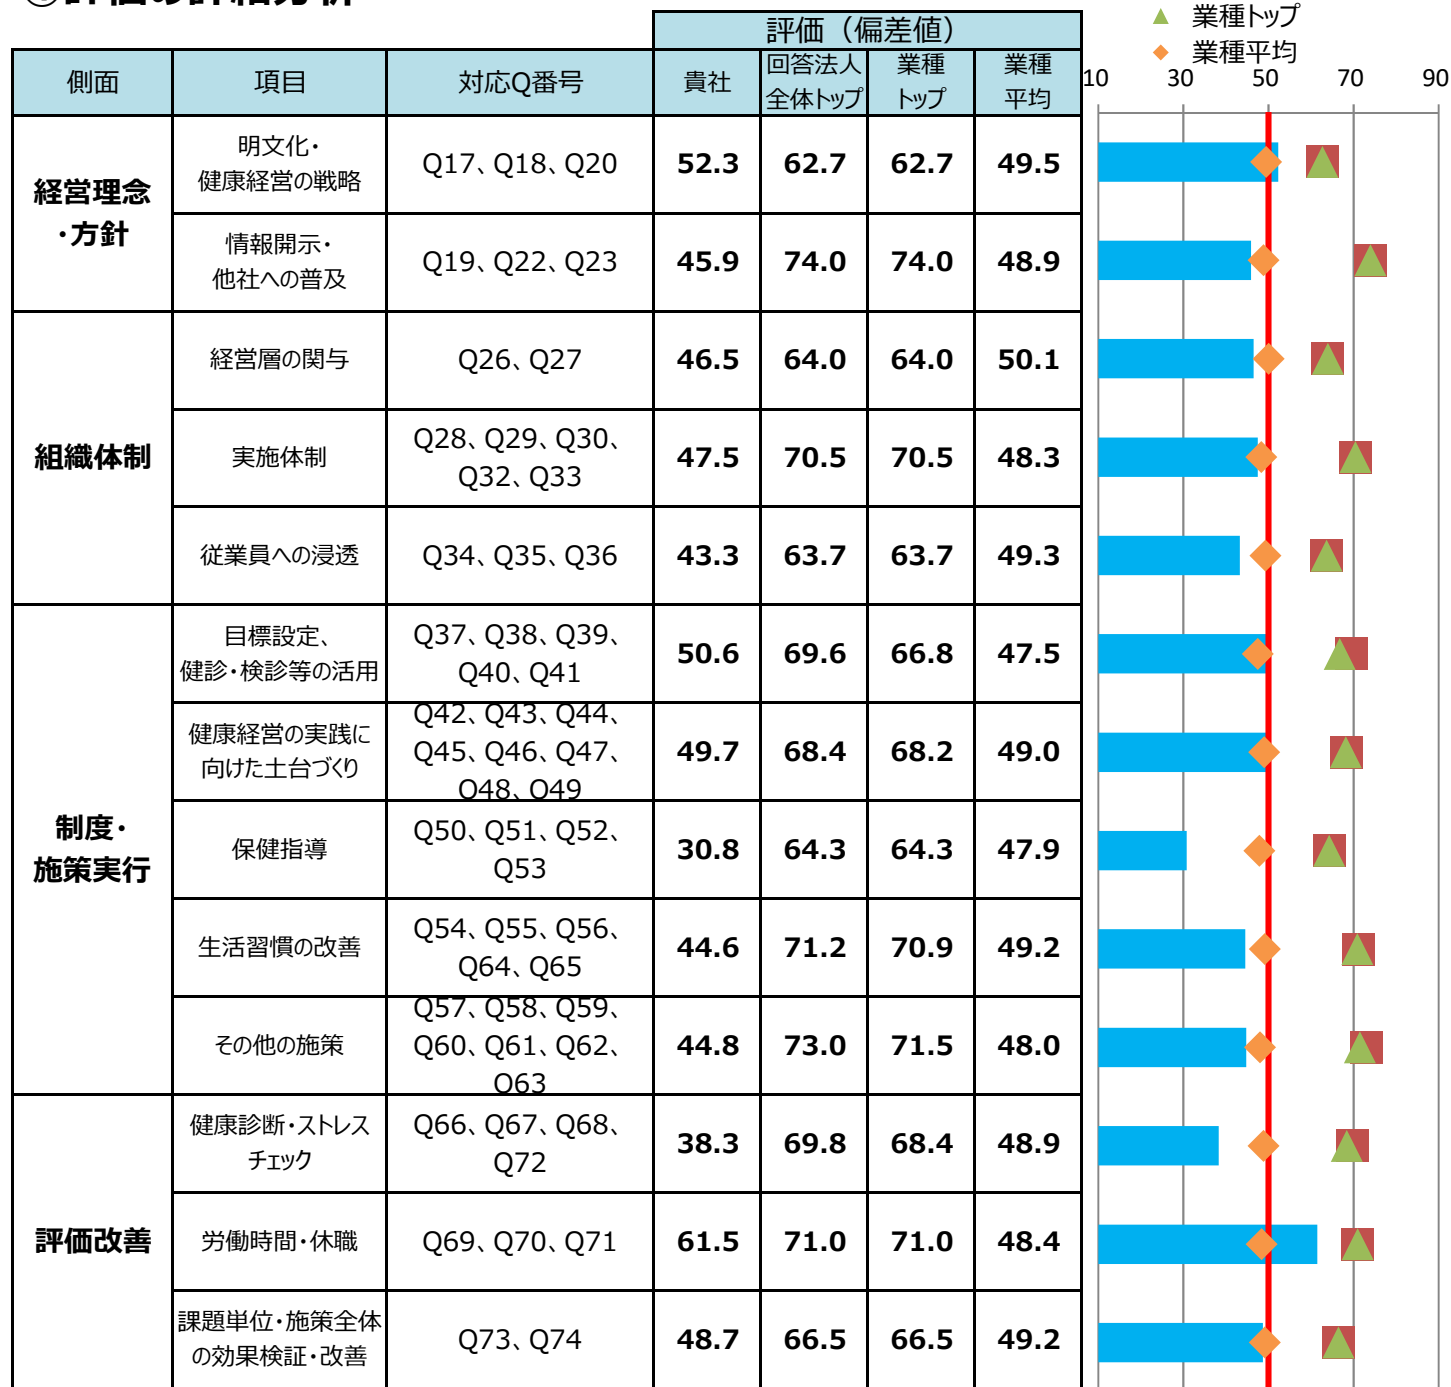 ①評価の詳細分析
評価（偏差値）
▲ 業種トップ
◆ 業種平均
側面 項目 対応Q番号 貴社 回答法人 業種 業種
全体トップ トップ 平均
10 30 50 70 90
経営理念
・方針
明文化・
健康経営の戦略
Q17、Q18、Q20 52.3 62.7 62.7 49.5
情報開示・
他社への普及
Q19、Q22、Q23 45.9 74.0 74.0 48.9
組織体制
経営層の関与 Q26、Q27 46.5 64.0 64.0 50.1
実施体制
Q28、Q29、Q30、
Q32、Q33
47.5 70.5 70.5 48.3
従業員への浸透 Q34、Q35、Q36 43.3 63.7 63.7 49.3
制度・
施策実行
目標設定、
健診・検診等の活用
Q37、Q38、Q39、
Q40、Q41
50.6 69.6 66.8 47.5
健康経営の実践に
向けた土台づくり
Q42、Q43、Q44、
Q45、Q46、Q47、
Q48、Q49
49.7 68.4 68.2 49.0
保健指導
Q50、Q51、Q52、
Q53
30.8 64.3 64.3 47.9
生活習慣の改善
Q54、Q55、Q56、
Q64、Q65
44.6 71.2 70.9 49.2
その他の施策
Q57、Q58、Q59、
Q60、Q61、Q62、
Q63
44.8 73.0 71.5 48.0
評価改善
健康診断・ストレス
チェック
Q66、Q67、Q68、
Q72
38.3 69.8 68.4 48.9
労働時間・休職 Q69、Q70、Q71 61.5 71.0 71.0 48.4
課題単位・施策全体
の効果検証・改善
Q73、Q74 48.7 66.5 66.5 49.2